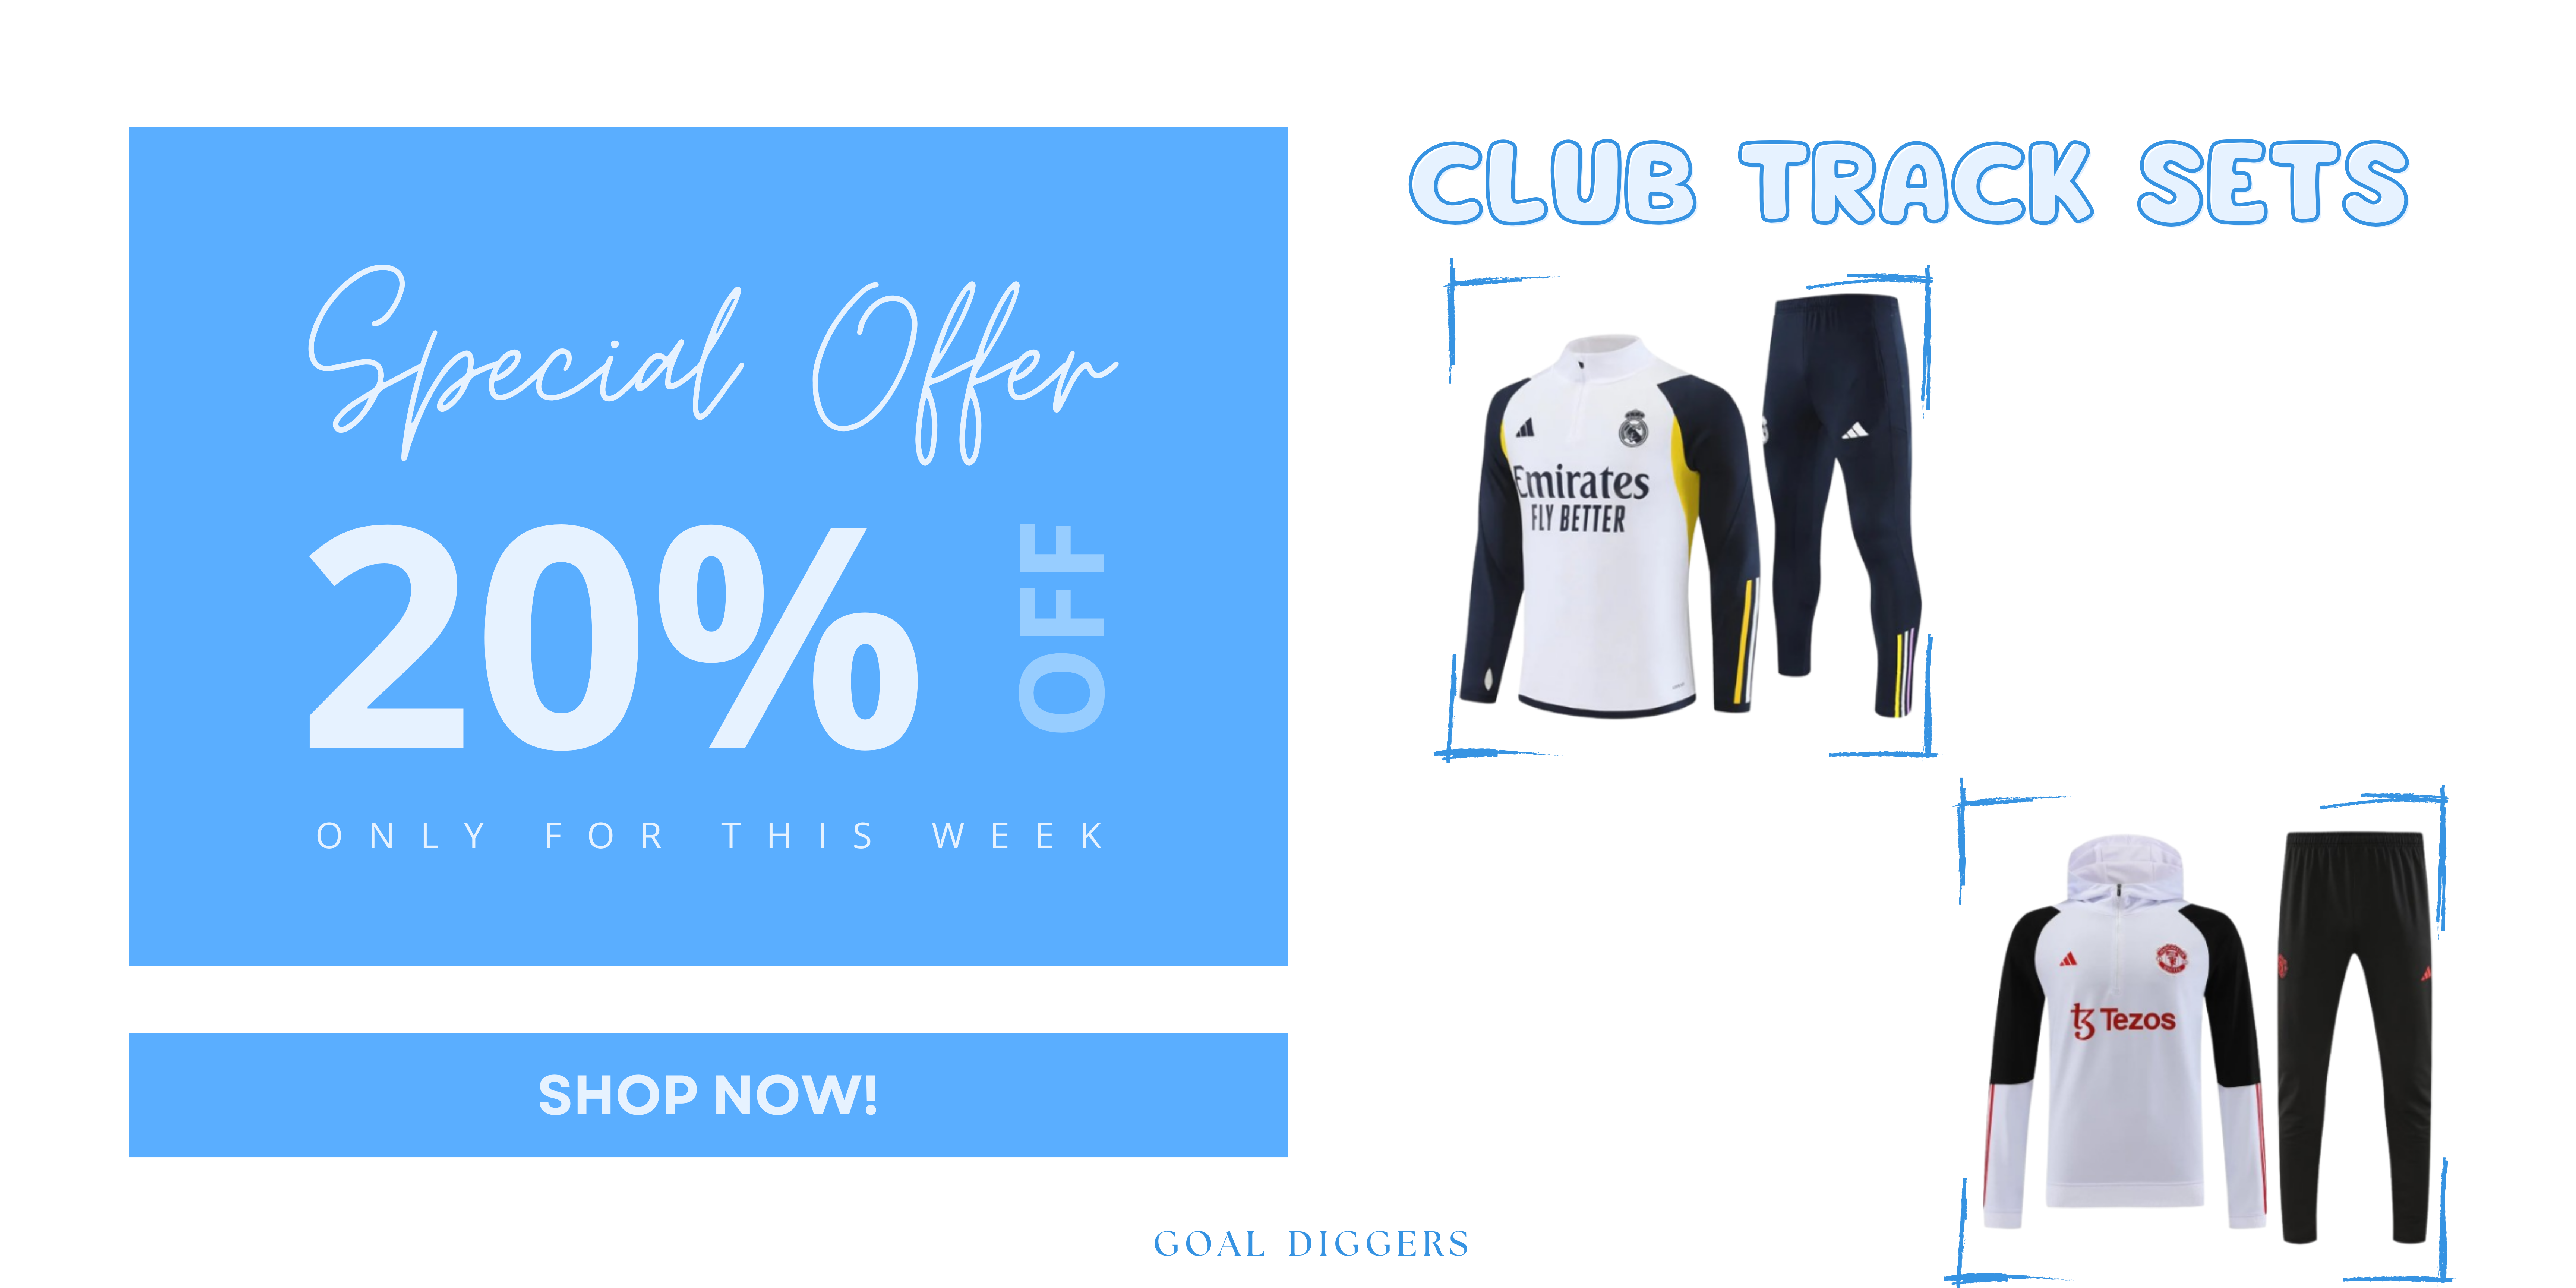 Special Offer
20%
OFF
ONLY FOR THIS WEEK
SHOP NOW!
CLUB TRACK SETS
Emirates
FLY BETTER
Tezos
GOAL-DIGGERS